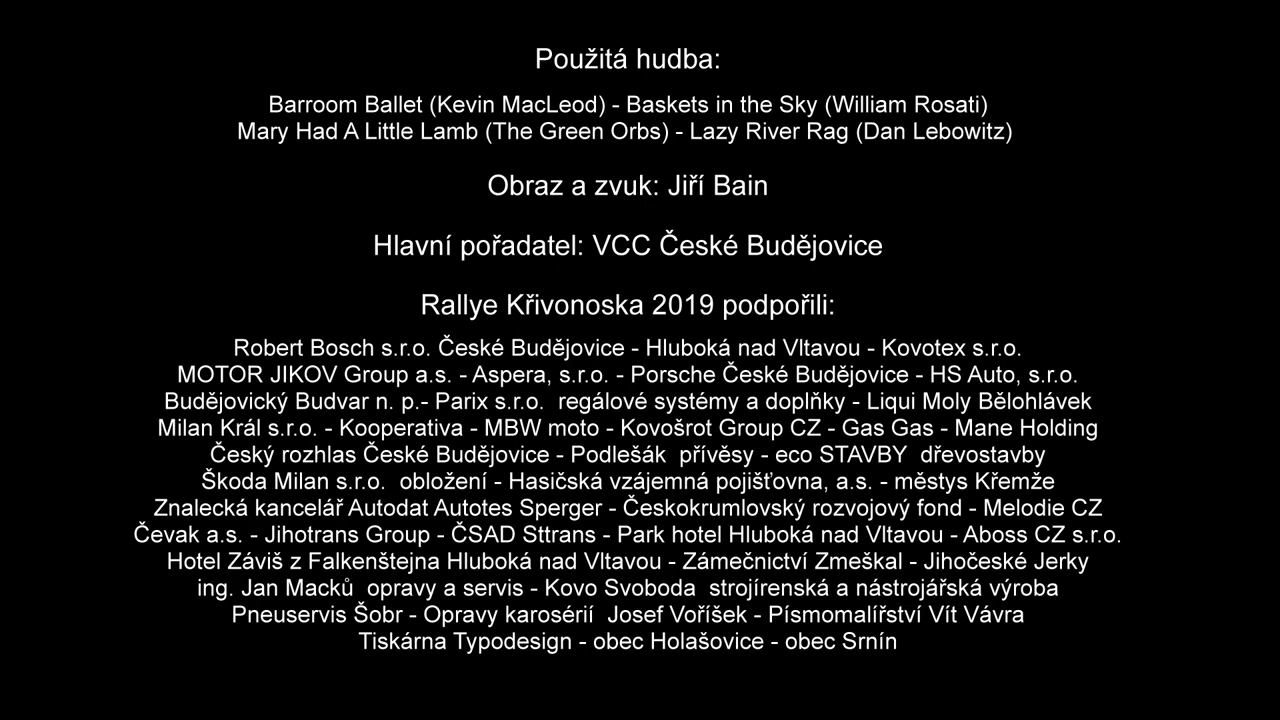 Použitá hudba:
Barroom Ballet (Kevin MacLeod) - Baskets in the Sky (William Rosati)
Mary Had A Little Lamb (The Green Orbs) - Lazy River Rag (Dan Lebowitz)
Obraz a zvuk: Jiří Bain
Hlavní pořadatel: VCC České Budějovice
Rallye Křivonoska 2019 podpořili:
Robert Bosch s.r.o. České Budějovice - Hluboká nad Vltavou - Kovotex s.r.o.
MOTOR JIKOV Group a.s. - Aspera, s.r.o. - Porsche České Budějovice - HS Auto, s.r.o.
Budějovický Budvar n. p.- Parix s.r.o.  regálové systémy a doplňky - Liqui Moly Bělohlávek
Milan Král s.r.o. - Kooperativa - MBW moto - Kovošrot Group CZ - Gas Gas - Mane Holding
Český rozhlas České Budějovice - Podlešák  přívěsy - eco STAVBY  dřevostavby
Škoda Milan s.r.o.  obložení - Hasičská vzájemná pojišťovna, a.s. - městys Křemže
Znalecká kancelář Autodat Autotes Sperger - Českokrumlovský rozvojový fond - Melodie CZ
Čevak a.s. - Jihotrans Group - ČSAD Sttrans - Park hotel Hluboká nad Vltavou - Aboss CZ s.r.o.
Hotel Záviš z Falkenštejna Hluboká nad Vltavou - Zámečnictví Zmeškal - Jihočeské Jerky
ing. Jan Macků  opravy a servis - Kovo Svoboda  strojírenská a nástrojářská výroba
Pneuservis Šobr - Opravy karosérií  Josef Voříšek - Písmomalířství Vít Vávra
Tiskárna Typodesign - obec Holašovice - obec Srnín